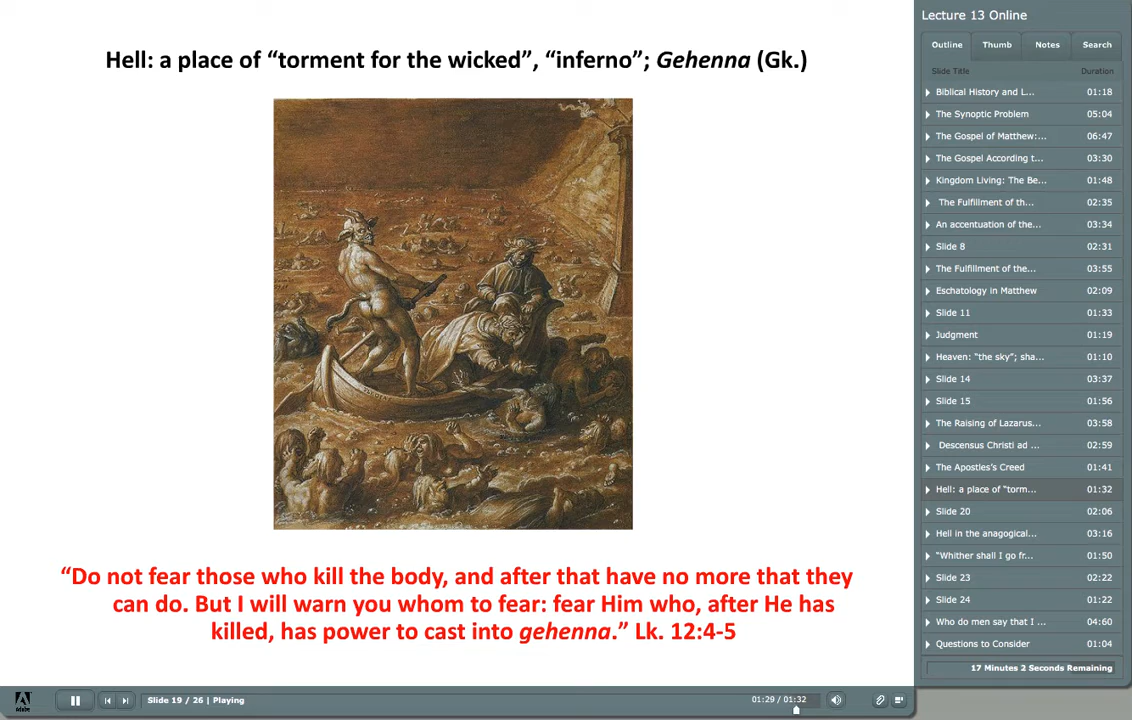 Hell: a place of “torment for the wicked”, “inferno”; Gehenna (Gk.)
“Do not fear those who kill the body, and after that have no more that they
can do. But I will warn you whom to fear: fear Him who, after He has
killed, has power to cast into gehenna.” Lk. 12:4-5
Lecture 13 Online
Outline Thumb Notes Search
Slide Title Duration
Biblical History and L... 01:18
The Synoptic Problem 05:04
The Gospel of Matthew:... 06:47
The Gospel According t... 03:30
Kingdom Living: The Be... 01:48
The Fulfillment of th... 02:35
An accentuation of the... 03:34
Slide 8 02:31
The Fulfillment of the... 03:55
Eschatology in Matthew 02:09
Slide 11 01:33
Judgment 01:19
Heaven: “the sky”; sha... 01:10
Slide 14 03:37
Slide 15 01:56
The Raising of Lazarus... 03:58
Descensus Christi ad ... 02:59
The Apostles’s Creed 01:41
Hell: a place of “torm... 01:32
Slide 20 02:06
Hell in the anagogical... 03:16
“Whither shall I go fr... 01:50
Slide 23 02:22
Slide 24 01:22
Who do men say that I ... 04:60
Questions to Consider 01:04
17 Minutes 2 Seconds Remaining
Adobe
Slide 19 / 26 | Playing 01:29 / 01:32